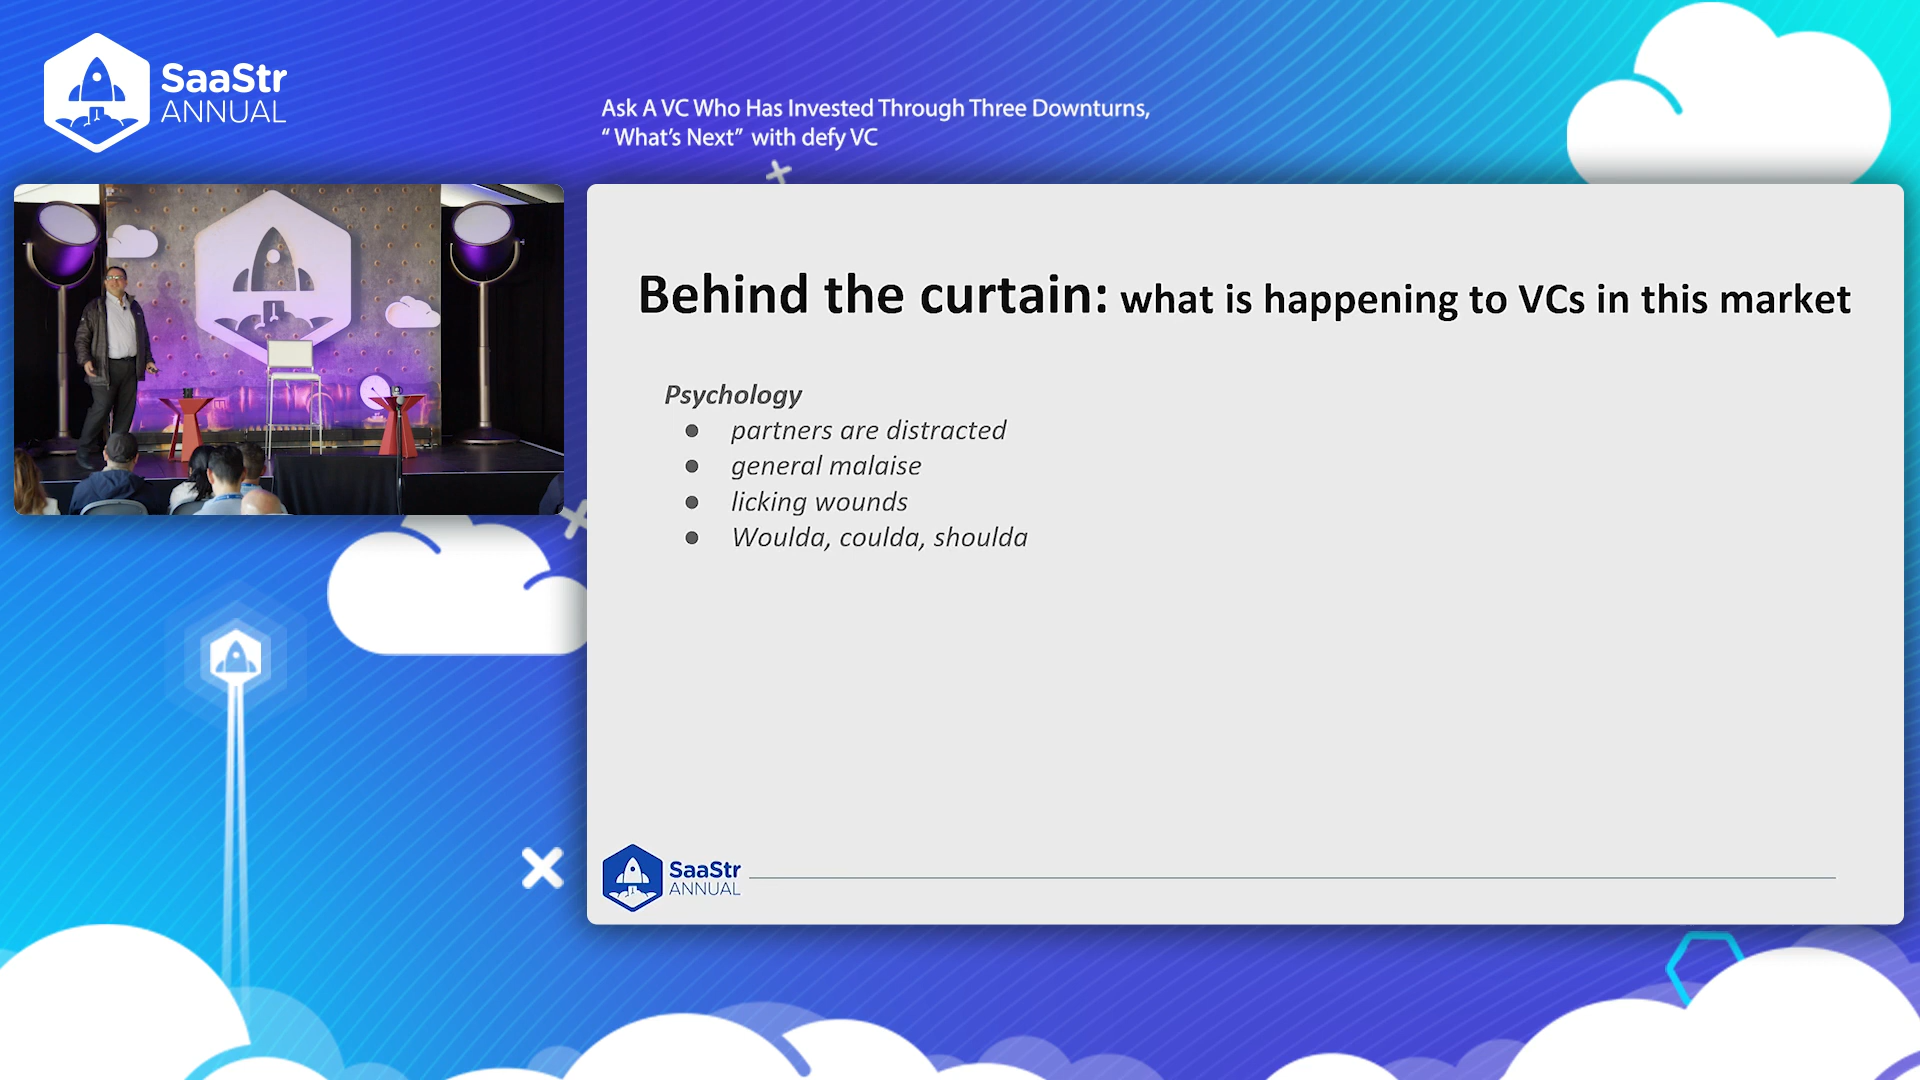 SaaStr
ANNUAL
Ask A VC Who Has Invested Through Three Downturns,
“ What’s Next” with defy VC
Behind the curtain: what is happening to VCs in this market
Psychology
● partners are distracted
● general malaise
● licking wounds
● Woulda, coulda, shoulda
SaaStr
ANNUAL